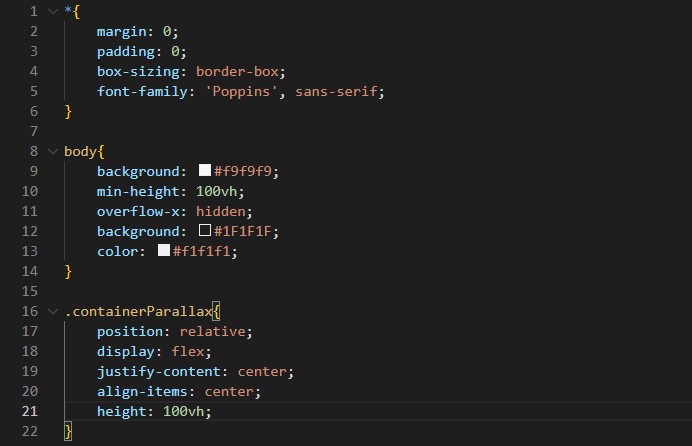 1 *{
2     margin: 0;
3     padding: 0;
4     box-sizing: border-box;
5     font-family: 'Poppins', sans-serif;
6 }
7
8 body{
9     background: #f9f9f9;
10     min-height: 100vh;
11     overflow-x: hidden;
12     background: #1F1F1F;
13     color: #f1f1f1;
14 }
15
16 .containerParallax{
17     position: relative;
18     display: flex;
19     justify-content: center;
20     align-items: center;
21     height: 100vh;
22 }